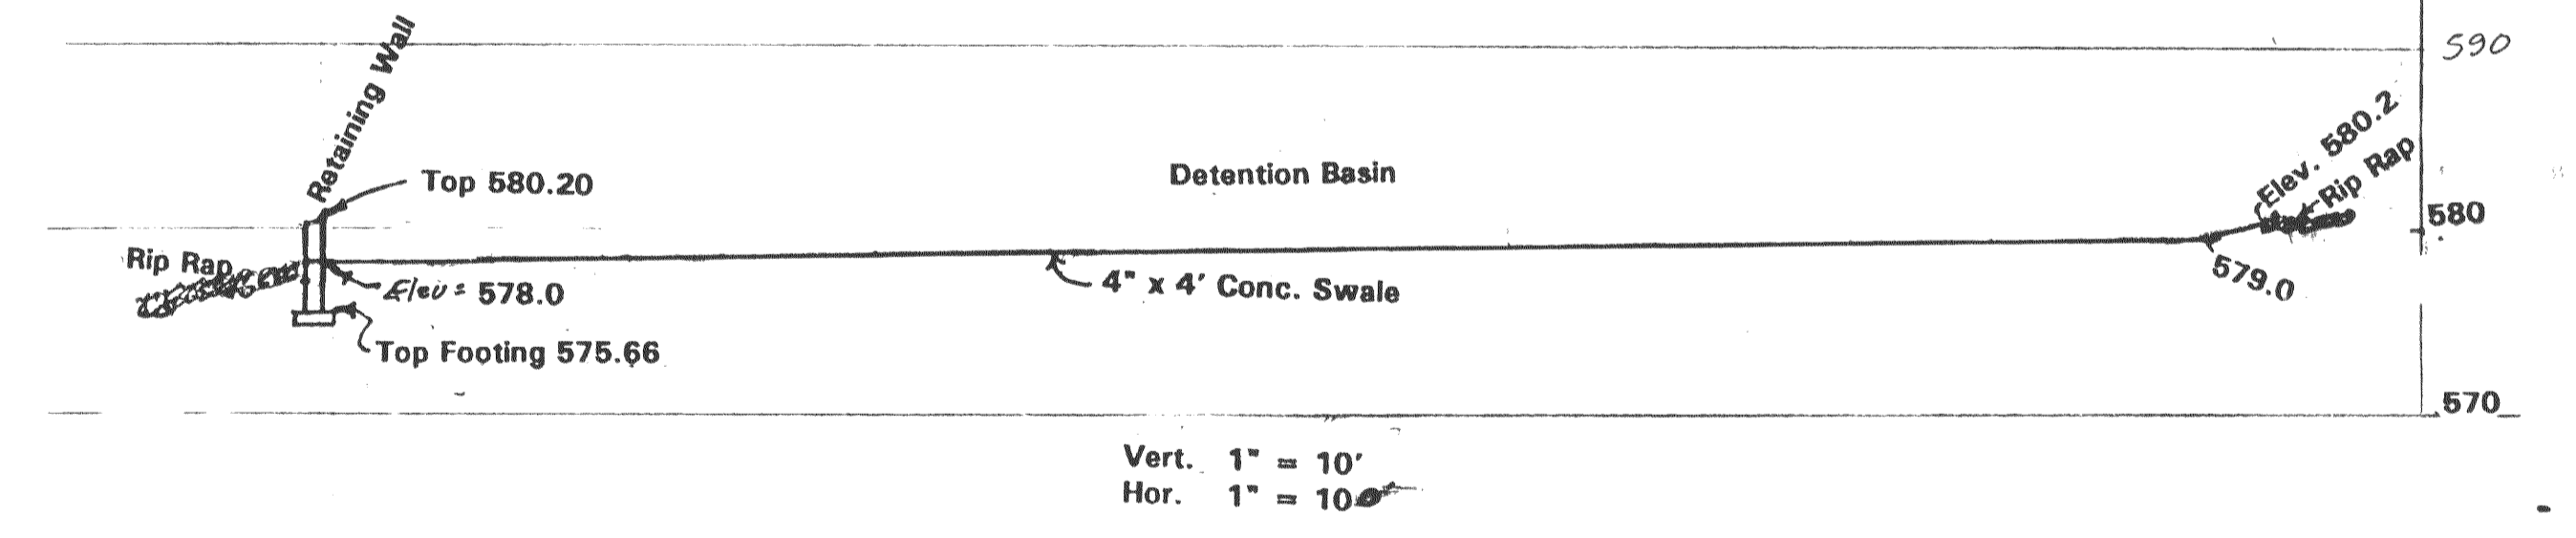 590
Retaining Wall
Elev. 580.2
Rip Rap
Top 580.20
Detention Basin
580
Rip Rap
Elev = 578.0
4" x 4' Conc. Swale
579.0
Top Footing 575.66
570
Vert. 1" = 10'
Hor. 1" = 10